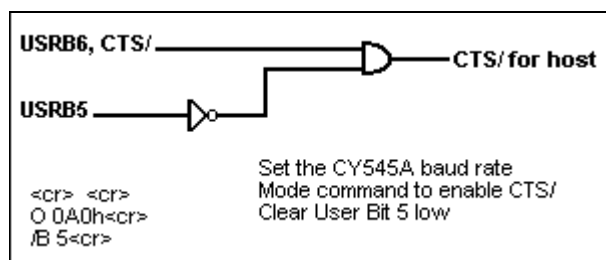 USRB6, CTS/
CTS/ for host
USRB5
Set the CY545A baud rate
<cr> <cr>
Mode command to enable CTS/
O 0A0h<cr>
Clear User Bit 5 low
/B 5<cr>